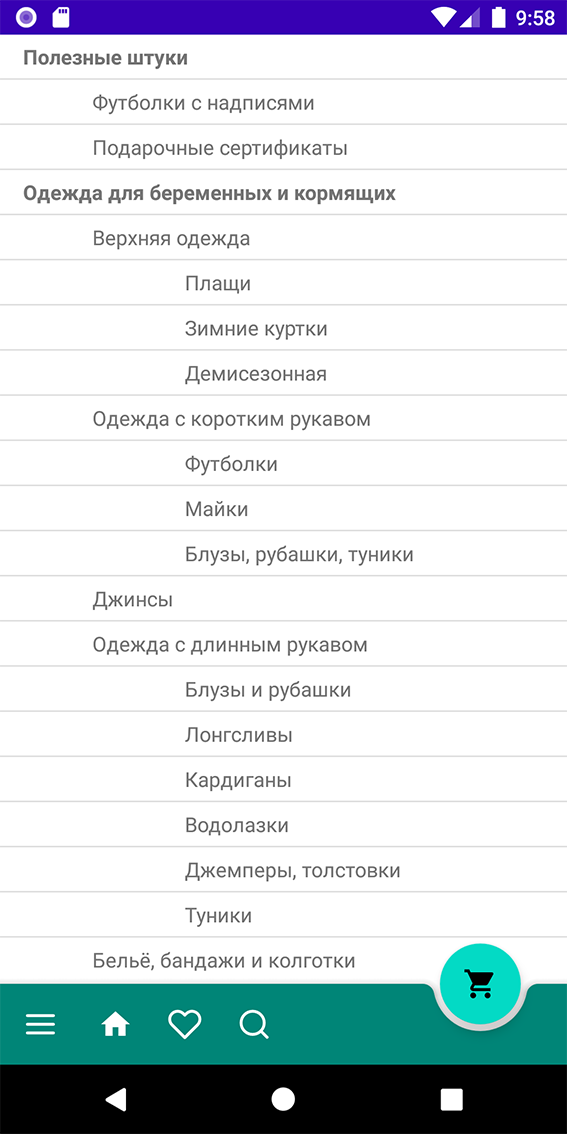 9:58
Полезные штуки
Футболки с надписями
Подарочные сертификаты
Одежда для беременных и кормящих
Верхняя одежда
Плащи
Зимние куртки
Демисезонная
Одежда с коротким рукавом
Футболки
Майки
Блузы, рубашки, туники
Джинсы
Одежда с длинным рукавом
Блузы и рубашки
Лонгсливы
Кардиганы
Водолазки
Джемперы, толстовки
Туники
Бельё, бандажи и колготки